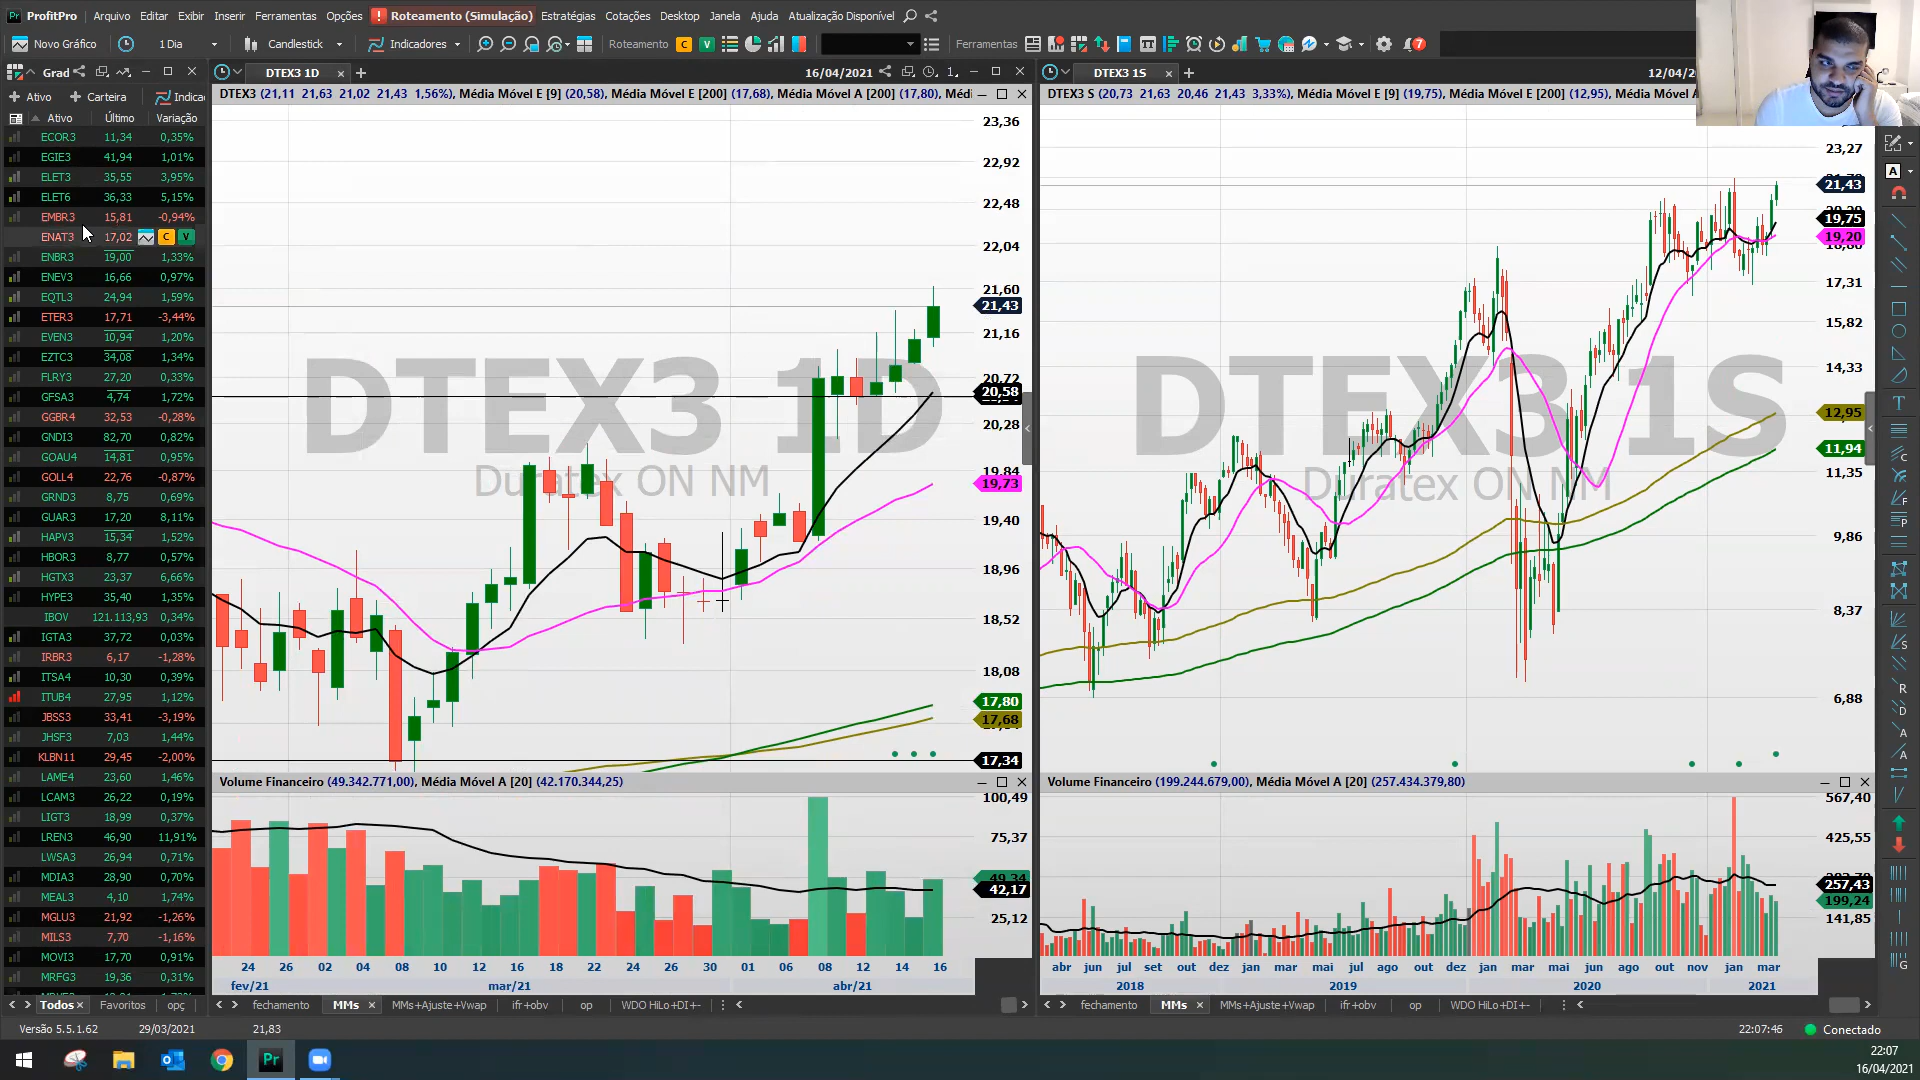 ProfitPro Arquivo Editar Exibir Inserir Ferramentas Opções Roteamento (Simulação) Estratégias Cotações Desktop Janela Ajuda Atualização Disponível
Novo Gráfico 1 Dia Candlestick Indicadores Roteamento C V Ferramentas 7
Grad DTEX3 1D 16/04/2021 DTEX3 1S 12/04/20
Ativo Carteira Indica
DTEX3 (21,11 21,63 21,02 21,43 1,56%), Média Móvel E [9] (20,58), Média Móvel E [200] (17,68), Média Móvel A [200] (17,80), Médi
DTEX3 S (20,73 21,63 20,46 21,43 3,33%), Média Móvel E [9] (19,75), Média Móvel E [200] (12,95), Média Móvel A
Ativo Último Variação
ECOR3 11,34 0,35%
EGIE3 41,94 1,01%
ELET3 35,55 3,95%
ELET6 36,33 5,15%
EMBR3 15,81 -0,94%
ENAT3 17,02 C V
ENBR3 19,00 1,33%
ENEV3 16,66 0,97%
EQTL3 24,94 1,59%
ETER3 17,71 -3,44%
EVEN3 10,94 1,20%
EZTC3 34,08 1,34%
FLRY3 27,20 0,33%
GFSA3 4,74 1,72%
GGBR4 32,53 -0,28%
GNDI3 82,70 0,82%
GOAU4 14,81 0,95%
GOLL4 22,76 -0,87%
GRND3 8,75 0,69%
GUAR3 17,20 8,11%
HAPV3 15,34 1,52%
HBOR3 8,77 0,57%
HGTX3 23,37 6,66%
HYPE3 35,40 1,35%
IBOV 121.113,93 0,34%
IGTA3 37,72 0,03%
IRBR3 6,17 -1,28%
ITSA4 10,30 0,39%
ITUB4 27,95 1,12%
JBSS3 33,41 -3,19%
JHSF3 7,03 1,44%
KLBN11 29,45 -2,00%
LAME4 23,60 1,46%
LCAM3 26,22 0,19%
LIGT3 18,99 0,37%
LREN3 46,90 11,91%
LWSA3 26,94 0,71%
MDIA3 28,90 0,70%
MEAL3 4,10 1,74%
MGLU3 21,92 -1,26%
MILS3 7,70 -1,16%
MOVI3 17,70 0,91%
MRFG3 19,36 0,31%
Todos Favoritos opç
DTEX3 1D
Duratex ON NM
23,36
22,92
22,48
22,04
21,60
21,43
21,16
20,72
20,58
20,28
19,84
19,73
19,40
18,96
18,52
18,08
17,80
17,68
17,34
Volume Financeiro (49.342.771,00), Média Móvel A [20] (42.170.344,25)
100,49
75,37
49,34
42,17
25,12
24 26 02 04 08 10 12 16 18 22 24 26 30 01 06 08 12 14 16
fev/21 mar/21 abr/21
fechamento MMs MMs+Ajuste+Vwap ifr+obv op WDO HiLo+DI+-
DTEX3 1S
Duratex ON NM
23,27
21,43
19,75
19,20
17,31
15,82
14,33
12,95
11,94
11,35
9,86
8,37
6,88
Volume Financeiro (199.244.679,00), Média Móvel A [20] (257.434.379,80)
567,40
425,55
257,43
199,24
141,85
abr jun jul set out dez jan mar mai jul ago out dez jan mar mai jun ago out nov jan mar
2018 2019 2020 2021
fechamento MMs MMs+Ajuste+Vwap ifr+obv op WDO HiLo+DI+-
Versão 5.5.1.62 29/03/2021 21,83 22:07:46 Conectado
22:07
16/04/2021